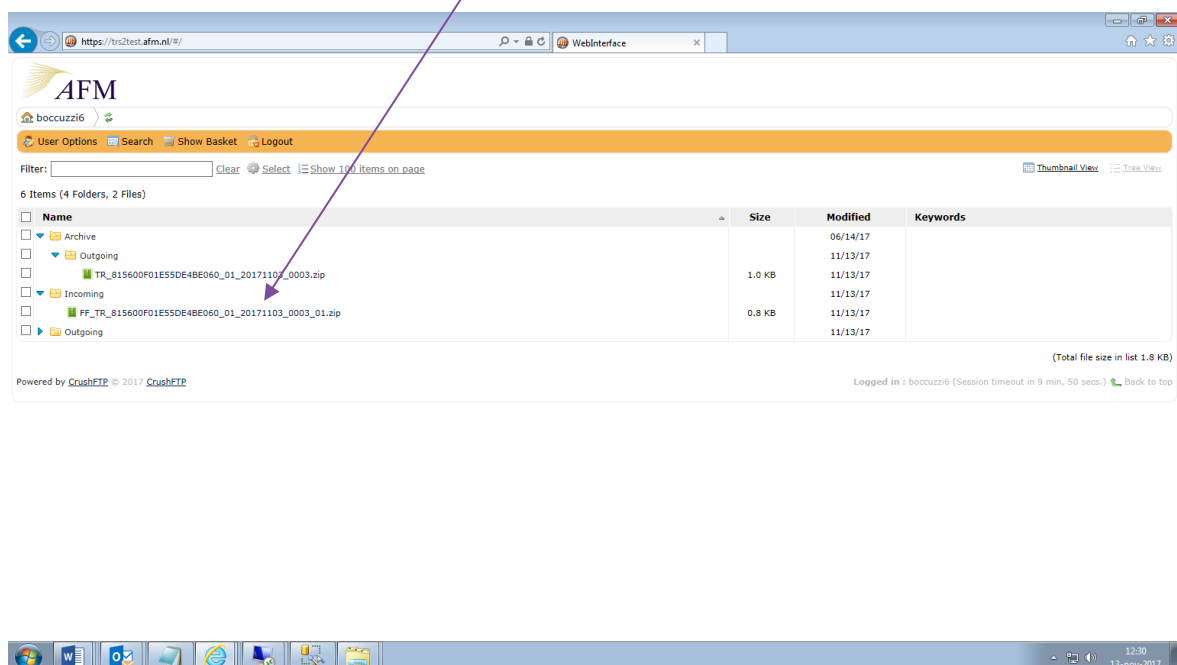 https://trs2test.afm.nl/#/
WebInterface
AFM
boccuzzi6
User Options Search Show Basket Logout
Filter: Clear Select Show 100 items on page Thumbnail View Tree View
6 Items (4 Folders, 2 Files)
Name Size Modified Keywords
Archive 06/14/17
Outgoing 11/13/17
TR_815600F01E55DE4BE060_01_20171103_0003.zip 1.0 KB 11/13/17
Incoming 11/13/17
FF_TR_815600F01E55DE4BE060_01_20171103_0003_01.zip 0.8 KB 11/13/17
Outgoing 11/13/17
(Total file size in list 1.8 KB)
Powered by CrushFTP © 2017 CrushFTP Logged in : boccuzzi6 (Session timeout in 9 min, 50 secs.) Back to top
12:30
13-nov-2017